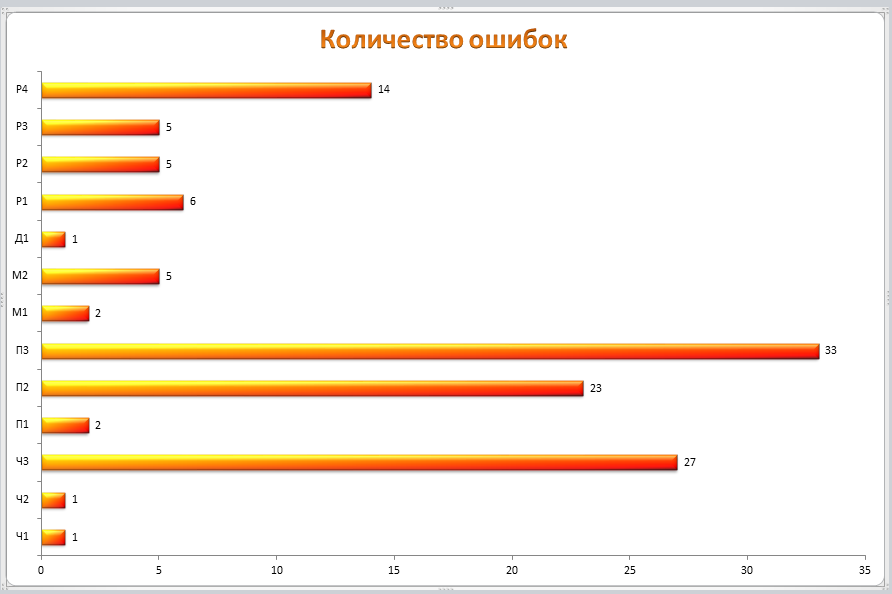 Количество ошибок
Р4 14
Р3 5
Р2 5
Р1 6
Д1 1
М2 5
М1 2
П3 33
П2 23
П1 2
Ч3 27
Ч2 1
Ч1 1
0 5 10 15 20 25 30 35